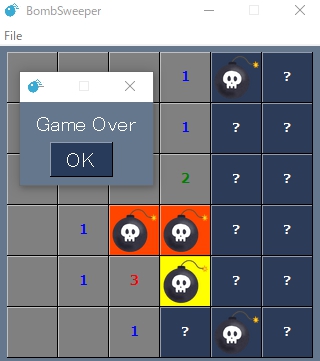 BombSweeper
File
1 ?
Game Over
1 ? ?
OK
2 ? ?
1 ? ?
1 3 ? ?
1 ? ?